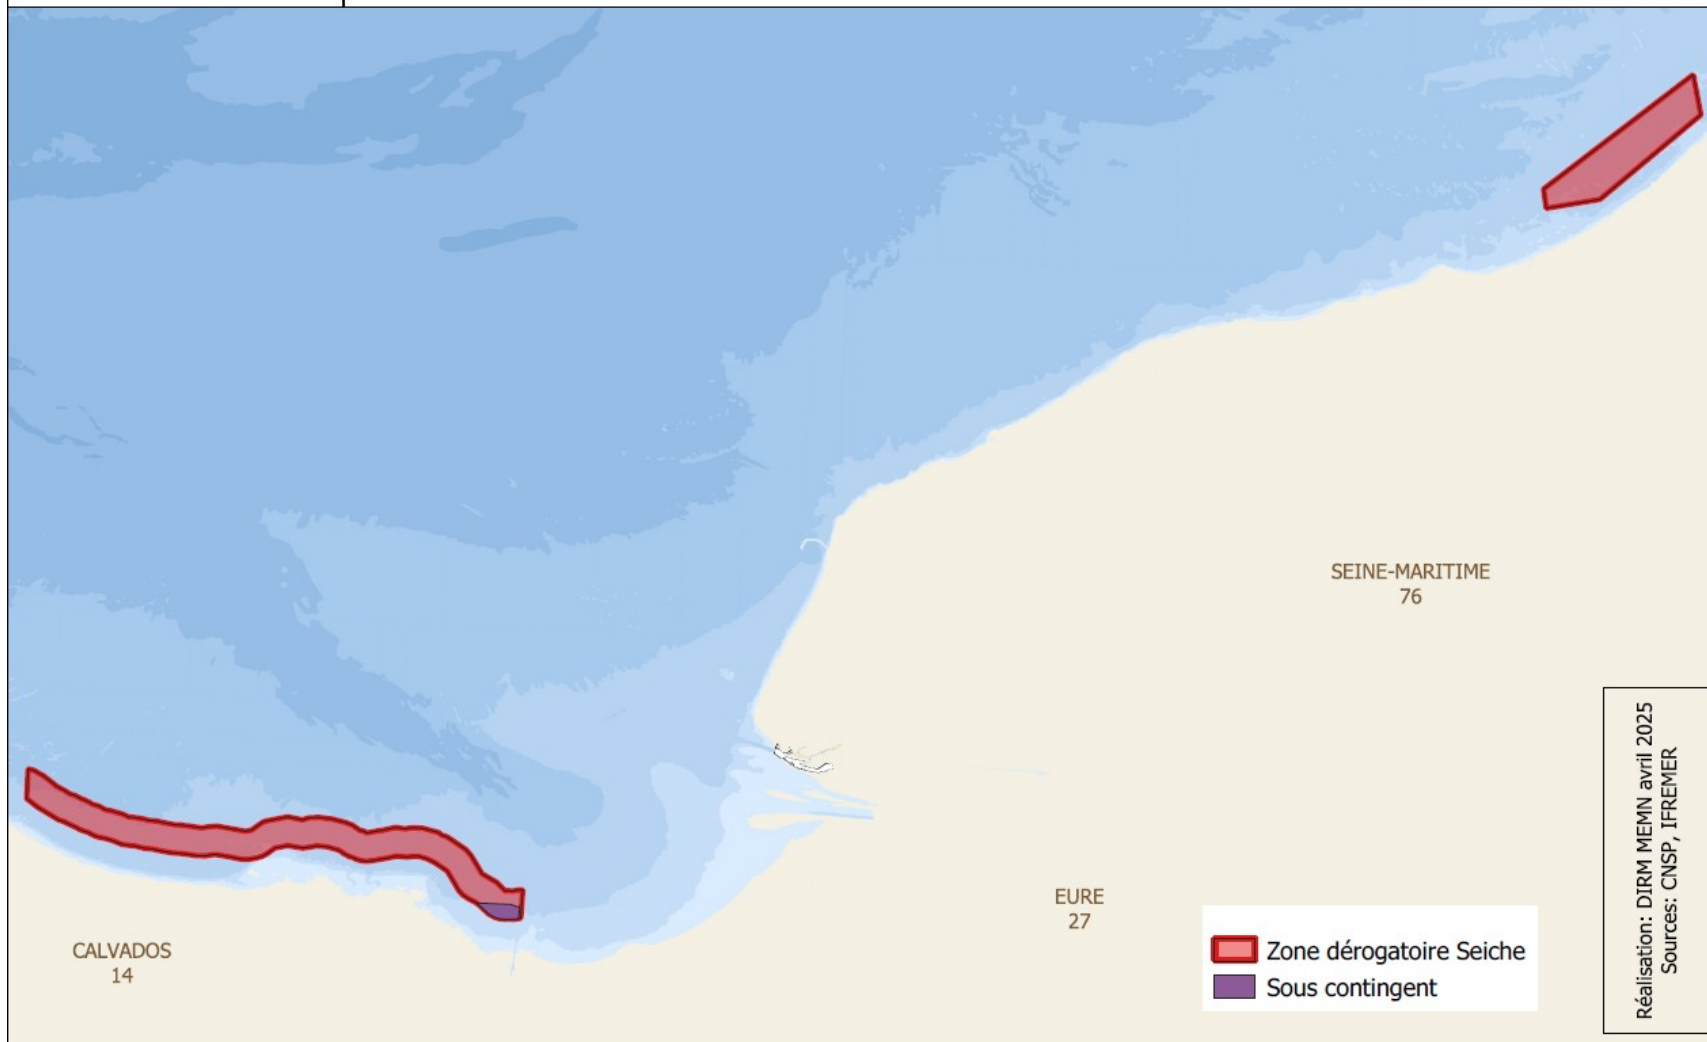 SEINE-MARITIME
76
EURE
27
CALVADOS
14
Zone dérogatoire Seiche
Sous contingent
Réalisation: DIRM MEMN avril 2025
Sources: CNSP, IFREMER